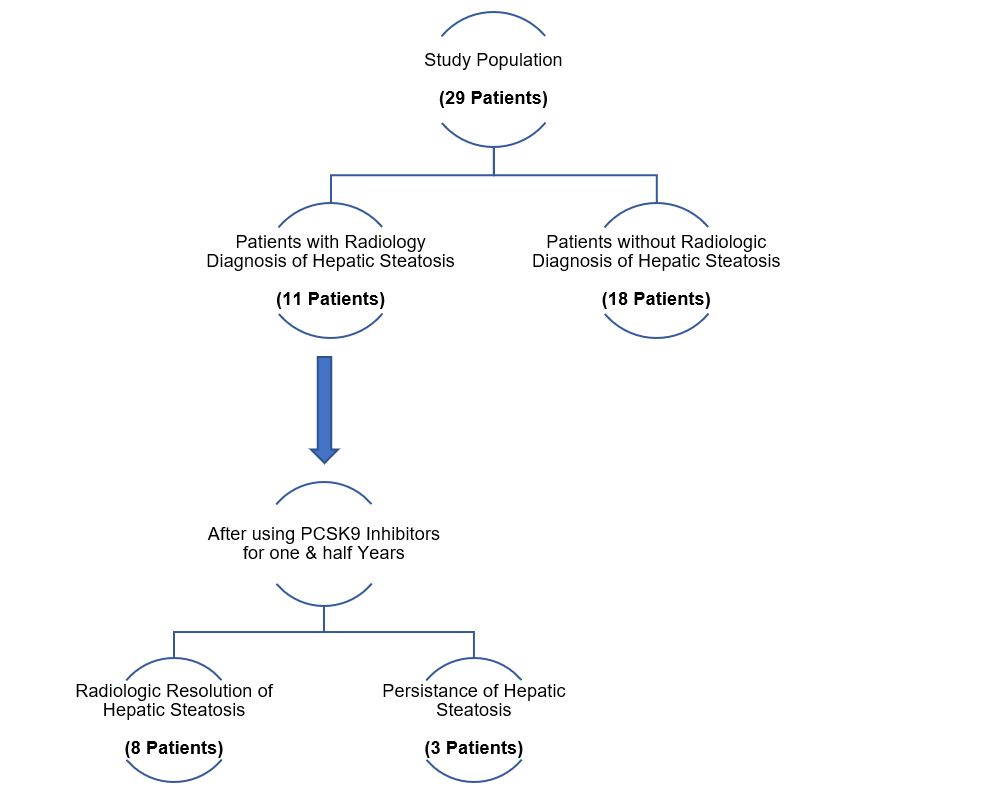 Study Population
(29 Patients)
Patients with Radiology
Diagnosis of Hepatic Steatosis
(11 Patients)
Patients without Radiologic
Diagnosis of Hepatic Steatosis
(18 Patients)
After using PCSK9 Inhibitors
for one & half Years
Radiologic Resolution of
Hepatic Steatosis
(8 Patients)
Persistance of Hepatic
Steatosis
(3 Patients)